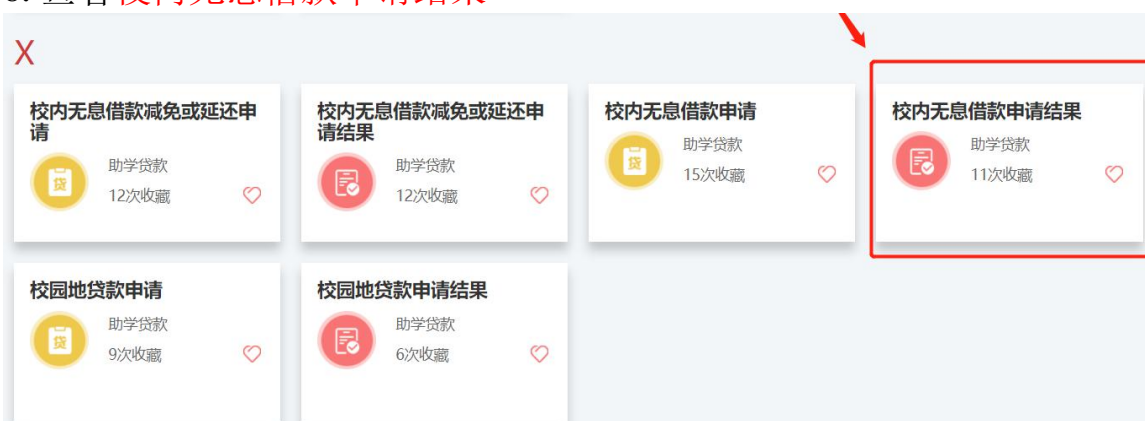 X
校内无息借款减免或延还申
请
助学贷款
12次收藏
校内无息借款减免或延还申
请结果
助学贷款
12次收藏
校内无息借款申请
助学贷款
15次收藏
校内无息借款申请结果
助学贷款
11次收藏
校园地贷款申请
助学贷款
9次收藏
校园地贷款申请结果
助学贷款
6次收藏